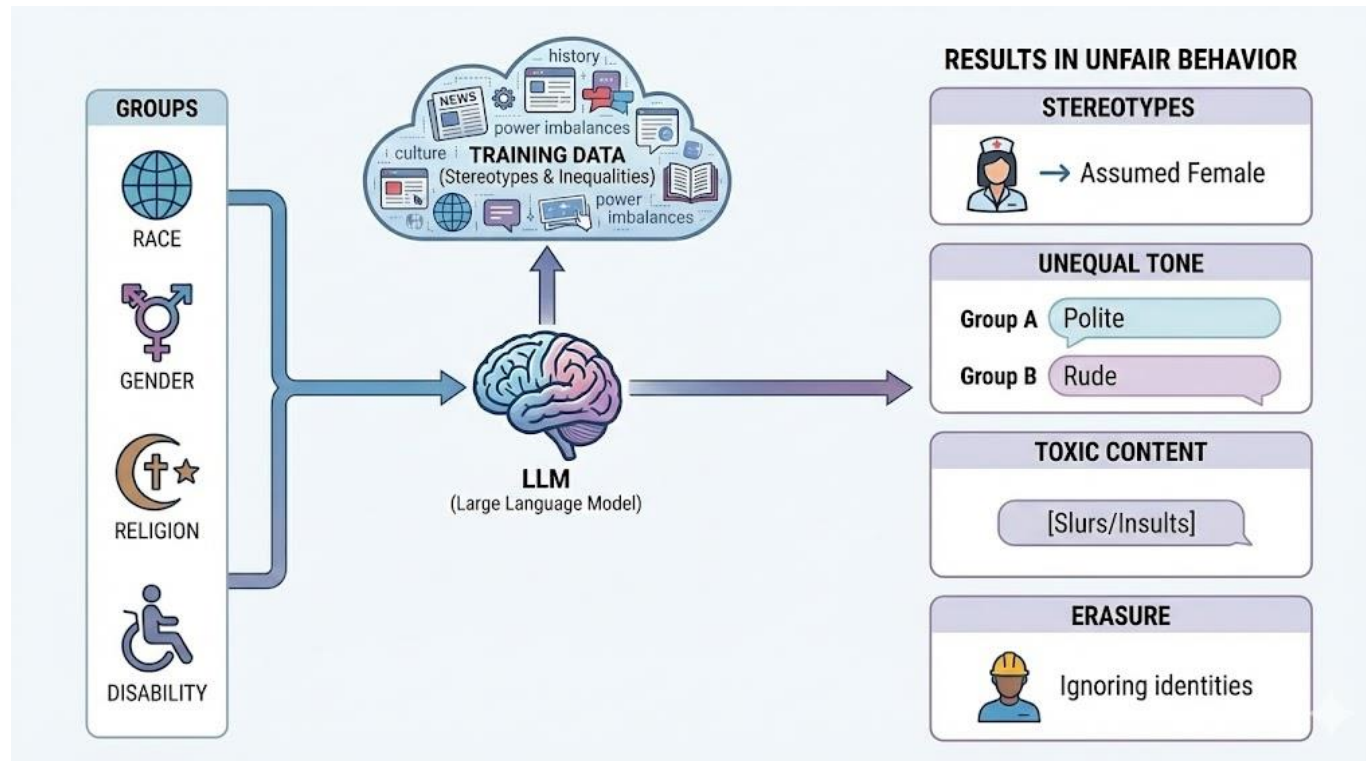 GROUPS
RACE
GENDER
RELIGION
DISABILITY
history
NEWS
power imbalances
culture
TRAINING DATA
(Stereotypes & Inequalities)
power
imbalances
LLM
(Large Language Model)
RESULTS IN UNFAIR BEHAVIOR
STEREOTYPES
→ Assumed Female
UNEQUAL TONE
Group A Polite
Group B Rude
TOXIC CONTENT
[Slurs/Insults]
ERASURE
Ignoring identities